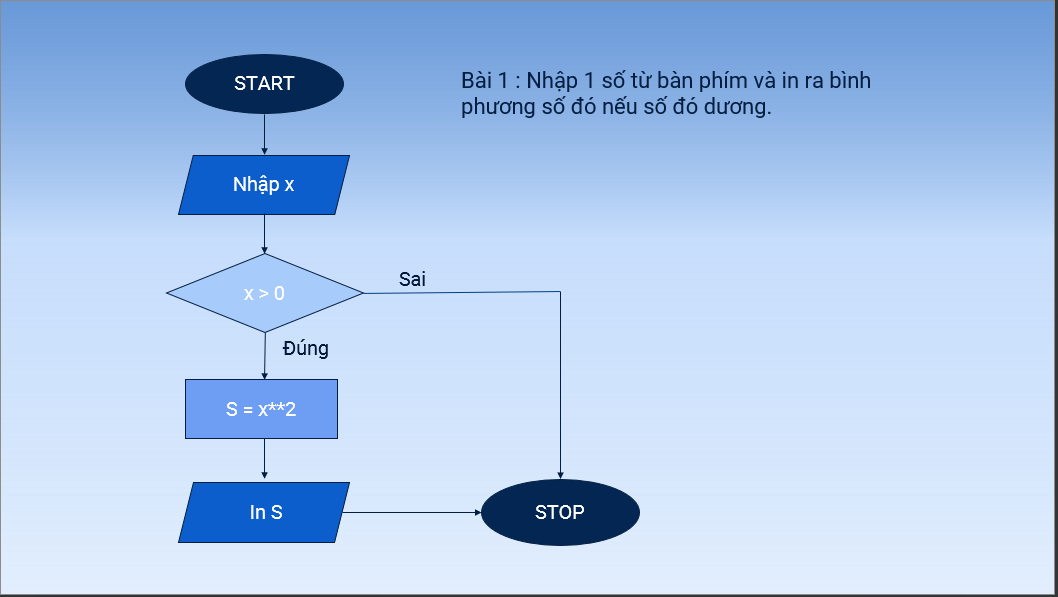 START
Bài 1 : Nhập 1 số từ bàn phím và in ra bình
phương số đó nếu số đó dương.
Nhập x
x > 0
Sai
Đúng
S = x**2
In S
STOP